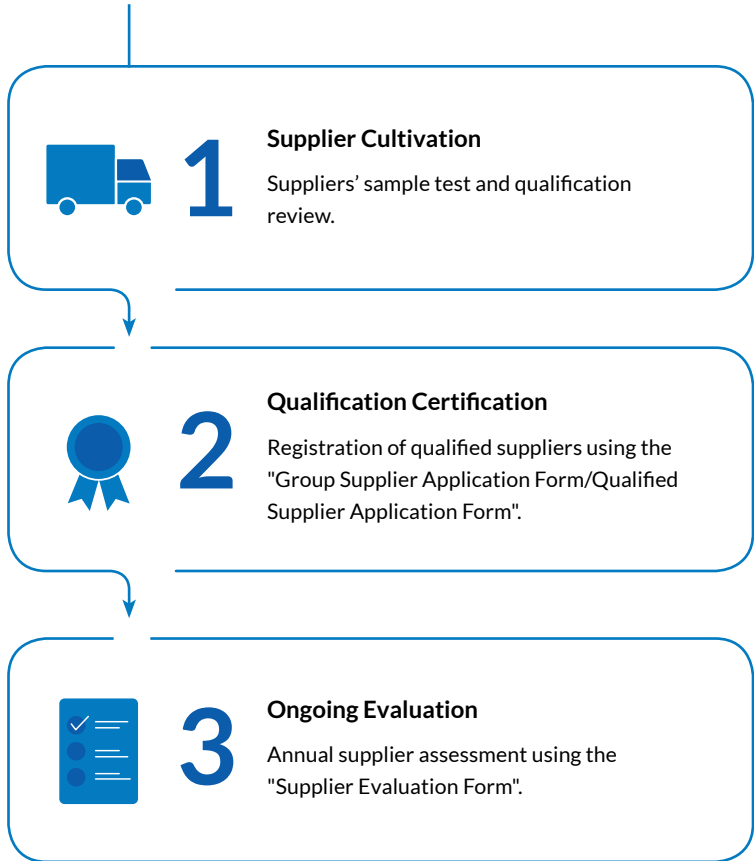 1
Supplier Cultivation
Suppliers’ sample test and qualification
review.
2
Qualification Certification
Registration of qualified suppliers using the
"Group Supplier Application Form/Qualified
Supplier Application Form".
3
Ongoing Evaluation
Annual supplier assessment using the
"Supplier Evaluation Form".